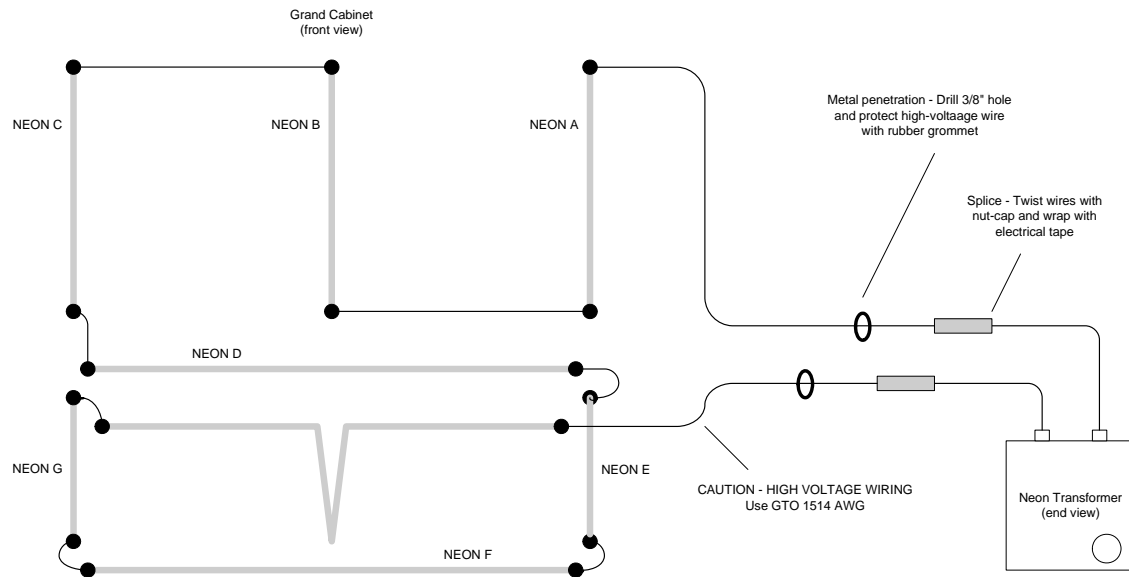 Grand Cabinet
(front view)
NEON C
NEON B
NEON A
Metal penetration - Drill 3/8" hole
and protect high-voltaage wire
with rubber grommet
Splice - Twist wires with
nut-cap and wrap with
electrical tape
NEON D
NEON G
NEON E
CAUTION - HIGH VOLTAGE WIRING
Use GTO 1514 AWG
Neon Transformer
(end view)
NEON F